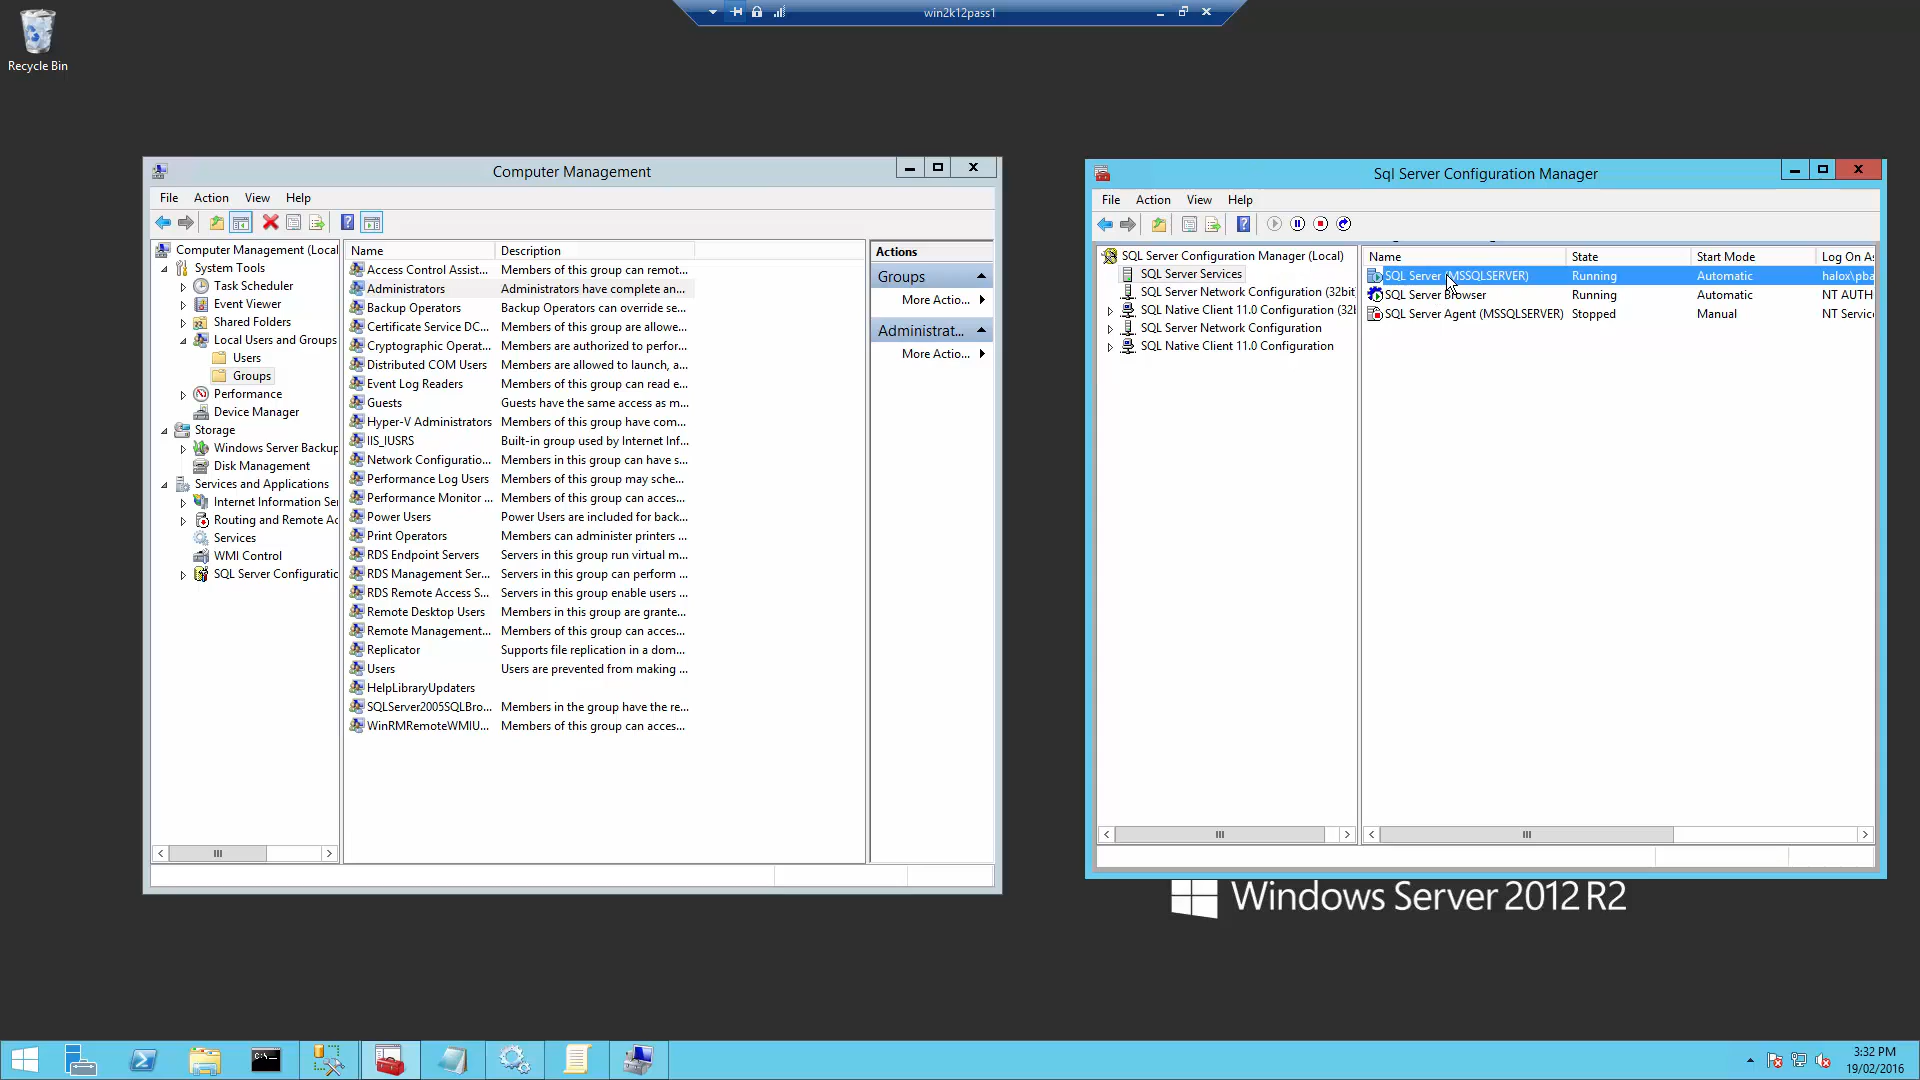 win2k12pass1
Recycle Bin
Computer Management
File Action View Help
Computer Management (Local
System Tools
Task Scheduler
Event Viewer
Shared Folders
Local Users and Groups
Users
Groups
Performance
Device Manager
Storage
Windows Server Backup
Disk Management
Services and Applications
Internet Information Ser
Routing and Remote Ac
Services
WMI Control
SQL Server Configuratic
Name Description
Access Control Assist... Members of this group can remot...
Administrators Administrators have complete an...
Backup Operators Backup Operators can override se...
Certificate Service DC... Members of this group are allowe...
Cryptographic Operat... Members are authorized to perfor...
Distributed COM Users Members are allowed to launch, a...
Event Log Readers Members of this group can read e...
Guests Guests have the same access as m...
Hyper-V Administrators Members of this group have com...
IIS_IUSRS Built-in group used by Internet Inf...
Network Configuratio... Members in this group can have s...
Performance Log Users Members of this group may sche...
Performance Monitor ... Members of this group can acces...
Power Users Power Users are included for back...
Print Operators Members can administer printers ...
RDS Endpoint Servers Servers in this group run virtual m...
RDS Management Ser... Servers in this group can perform ...
RDS Remote Access S... Servers in this group enable users ...
Remote Desktop Users Members in this group are grante...
Remote Management... Members of this group can acces...
Replicator Supports file replication in a dom...
Users Users are prevented from making ...
HelpLibraryUpdaters
SQLServer2005SQLBro... Members in the group have the re...
WinRMRemoteWMIU... Members of this group can acces...
Actions
Groups
More Actio...
Administrat...
More Actio...
Sql Server Configuration Manager
File Action View Help
SQL Server Configuration Manager (Local)
SQL Server Services
SQL Server Network Configuration (32bit
SQL Native Client 11.0 Configuration (32l
SQL Server Network Configuration
SQL Native Client 11.0 Configuration
Name State Start Mode Log On As
SQL Server (MSSQLSERVER) Running Automatic halox\pba
SQL Server Browser Running Automatic NT AUTH
SQL Server Agent (MSSQLSERVER) Stopped Manual NT Servic
Windows Server 2012 R2
C:\_
3:32 PM
19/02/2016